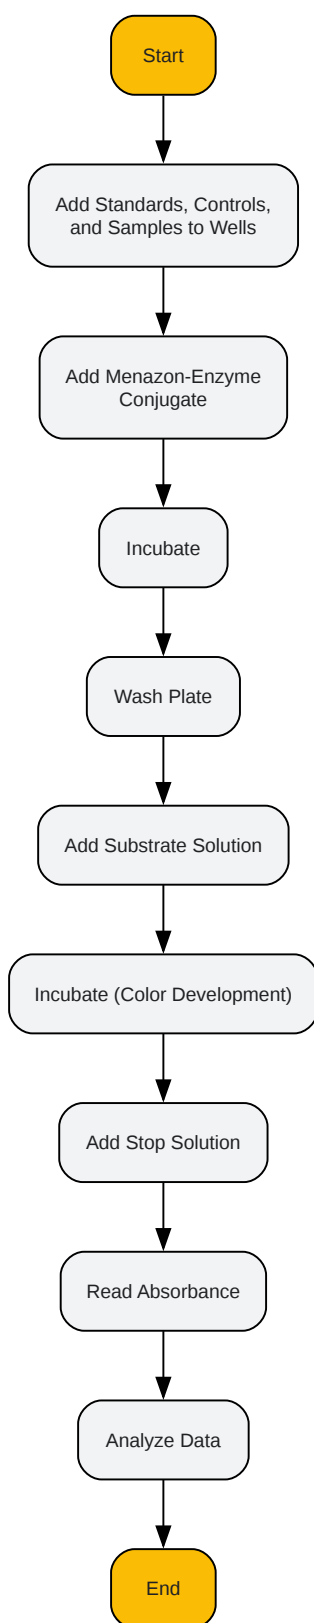 Start
Add Standards, Controls,
and Samples to Wells
Add Menazon-Enzyme
Conjugate
Incubate
Wash Plate
Add Substrate Solution
Incubate (Color Development)
Add Stop Solution
Read Absorbance
Analyze Data
End